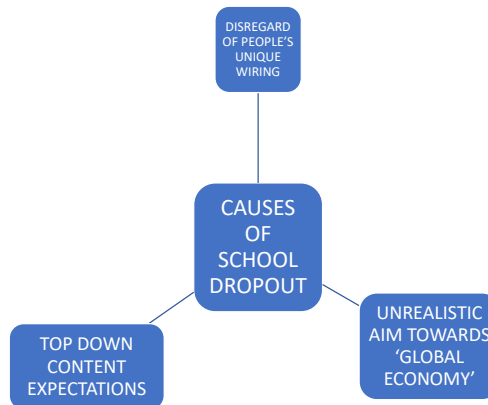 DISREGARD
OF PEOPLE’S
UNIQUE
WIRING
CAUSES
OF
SCHOOL
DROPOUT
TOP DOWN
CONTENT
EXPECTATIONS
UNREALISTIC
AIM TOWARDS
‘GLOBAL
ECONOMY’